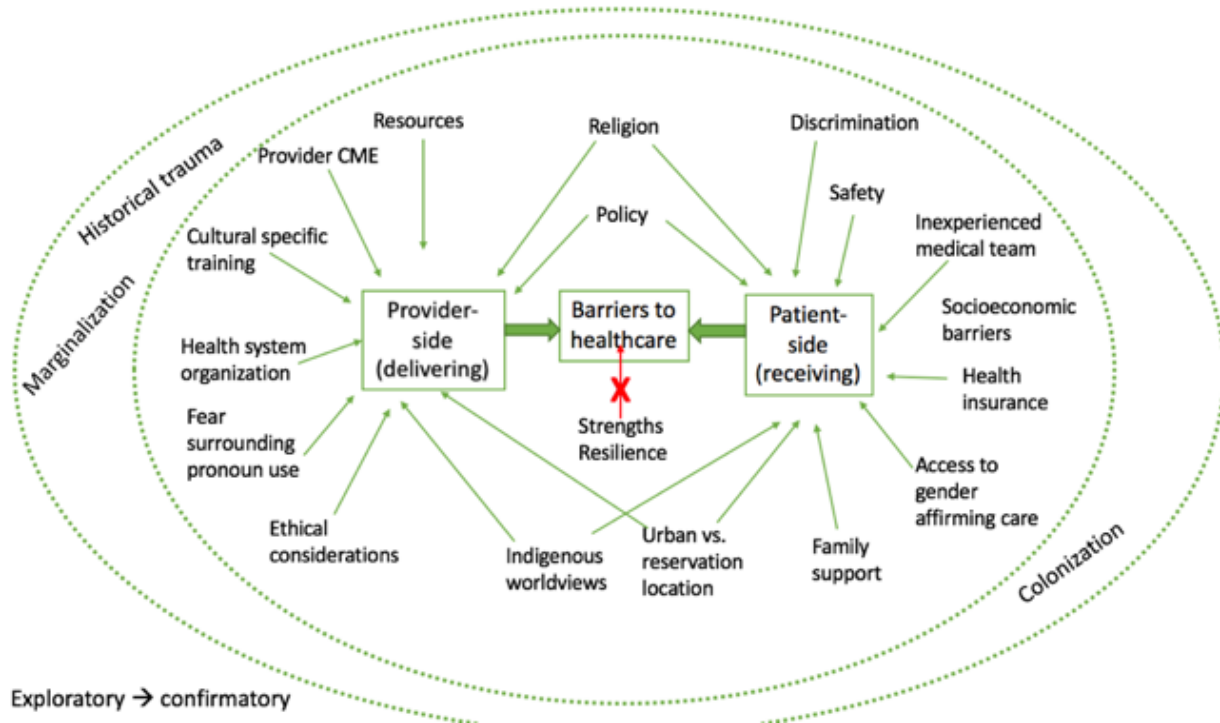 Resources
Religion
Discrimination
Provider CME
Historical trauma
Safety
Policy
Inexperienced
medical team
Cultural specific
training
Marginalization
Provider-
side
(delivering)
Barriers to
healthcare
Patient-
side
(receiving)
Socioeconomic
barriers
Health system
organization
Health
insurance
X
Strengths
Resilience
Fear
surrounding
pronoun use
Access to
gender
affirming care
Ethical
considerations
Indigenous
worldviews
Urban vs.
reservation
location
Family
support
Colonization
Exploratory → confirmatory